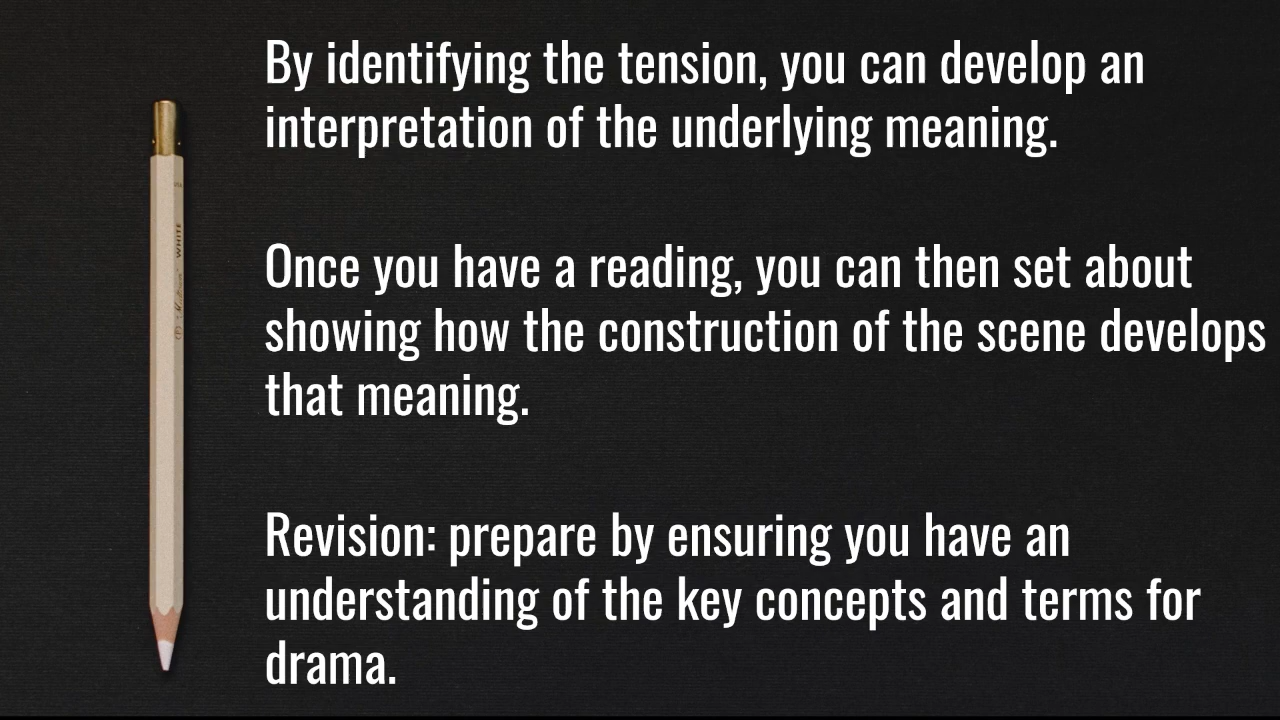 By identifying the tension, you can develop an
interpretation of the underlying meaning.
Once you have a reading, you can then set about
showing how the construction of the scene develops
that meaning.
Revision: prepare by ensuring you have an
understanding of the key concepts and terms for
drama.
WHITE